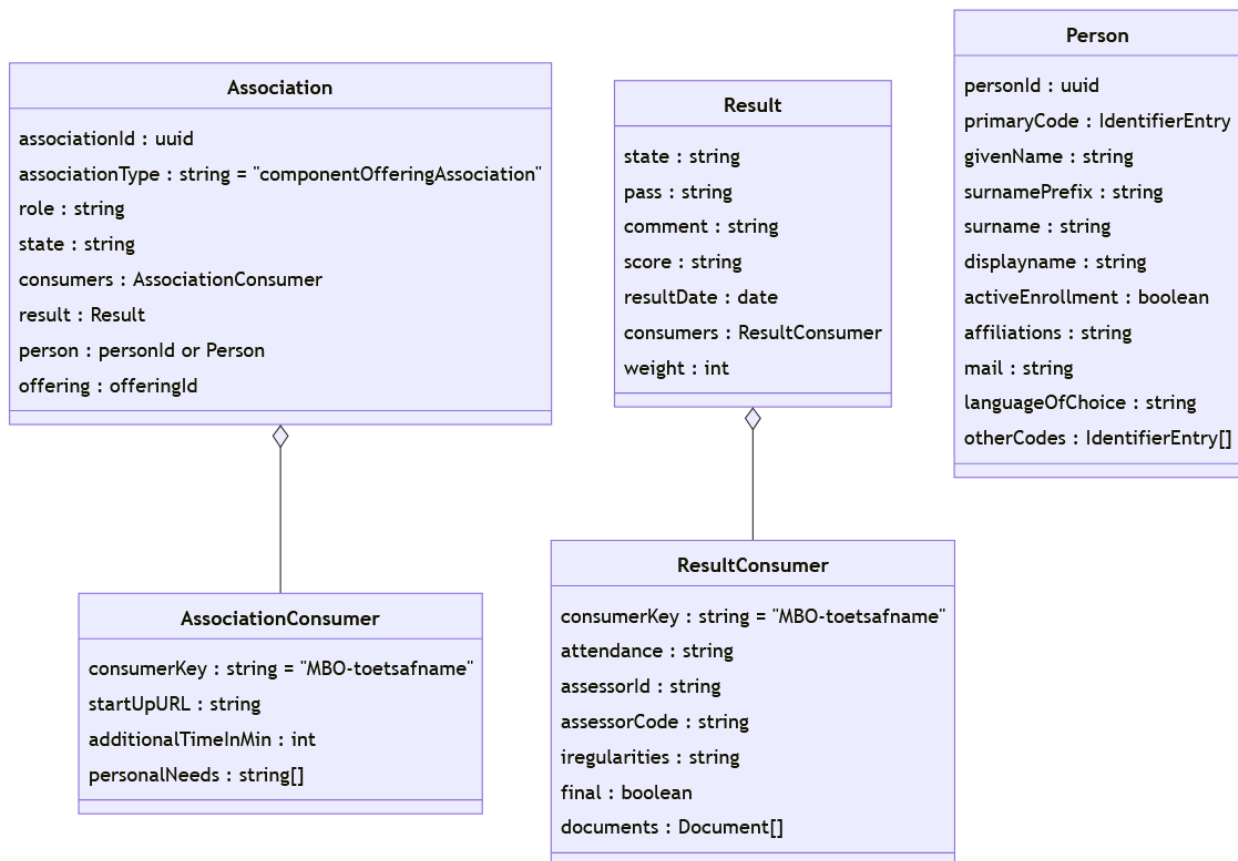 Association
associationId : uuid
associationType : string = "componentOfferingAssociation"
role : string
state : string
consumers : AssociationConsumer
result : Result
person : personId or Person
offering : offeringId
Result
state : string
pass : string
comment : string
score : string
resultDate : date
consumers : ResultConsumer
weight : int
Person
personId : uuid
primaryCode : IdentifierEntry
givenName : string
surnamePrefix : string
surname : string
displayname : string
activeEnrollment : boolean
affiliations : string
mail : string
languageOfChoice : string
otherCodes : IdentifierEntry[]
AssociationConsumer
consumerKey : string = "MBO-toetsafname"
startUpURL : string
additionalTimeInMin : int
personalNeeds : string[]
ResultConsumer
consumerKey : string = "MBO-toetsafname"
attendance : string
assessorId : string
assessorCode : string
iregularities : string
final : boolean
documents : Document[]